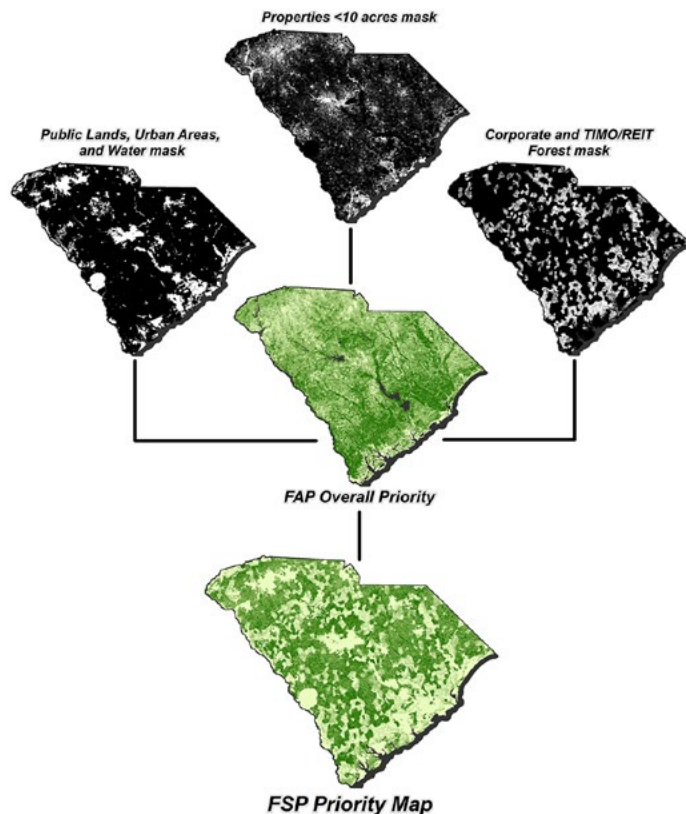 Properties <10 acres mask
Public Lands, Urban Areas,
and Water mask
Corporate and TIMO/REIT
Forest mask
FAP Overall Priority
FSP Priority Map